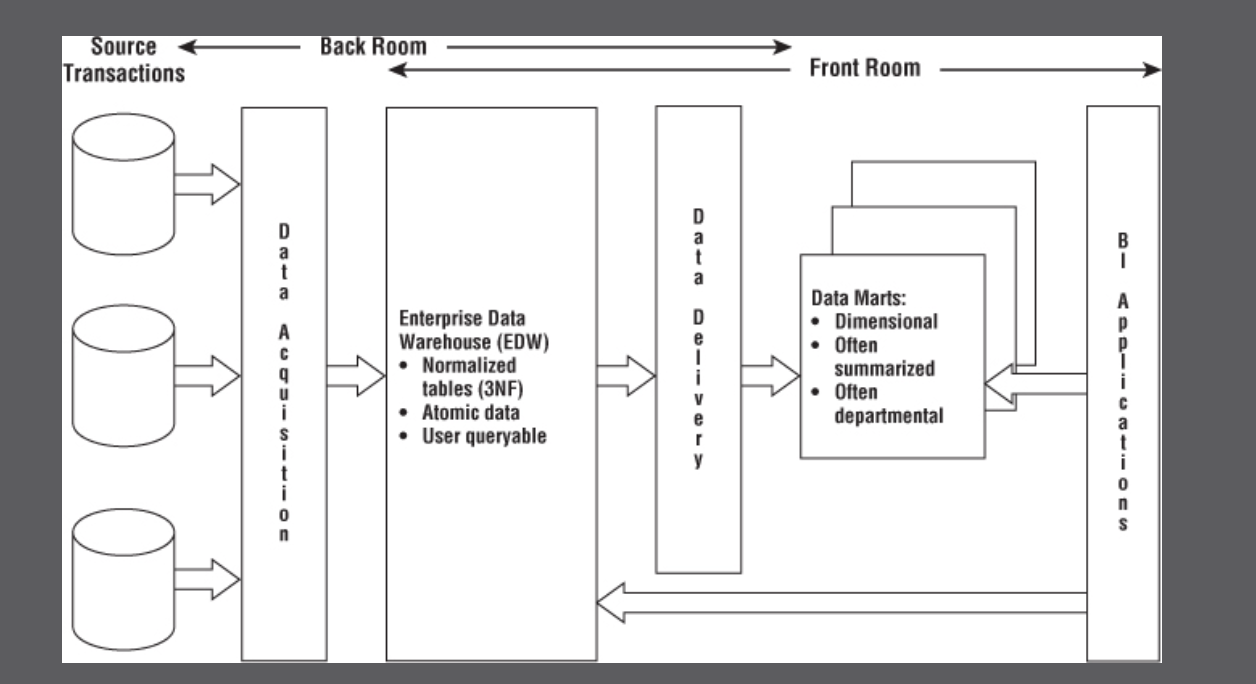 Source
Transactions
Back Room
Front Room
Data Acquisition
Enterprise Data
Warehouse (EDW)
• Normalized
tables (3NF)
• Atomic data
• User queryable
Data Delivery
Data Marts:
• Dimensional
• Often
summarized
• Often
departmental
BI Applications